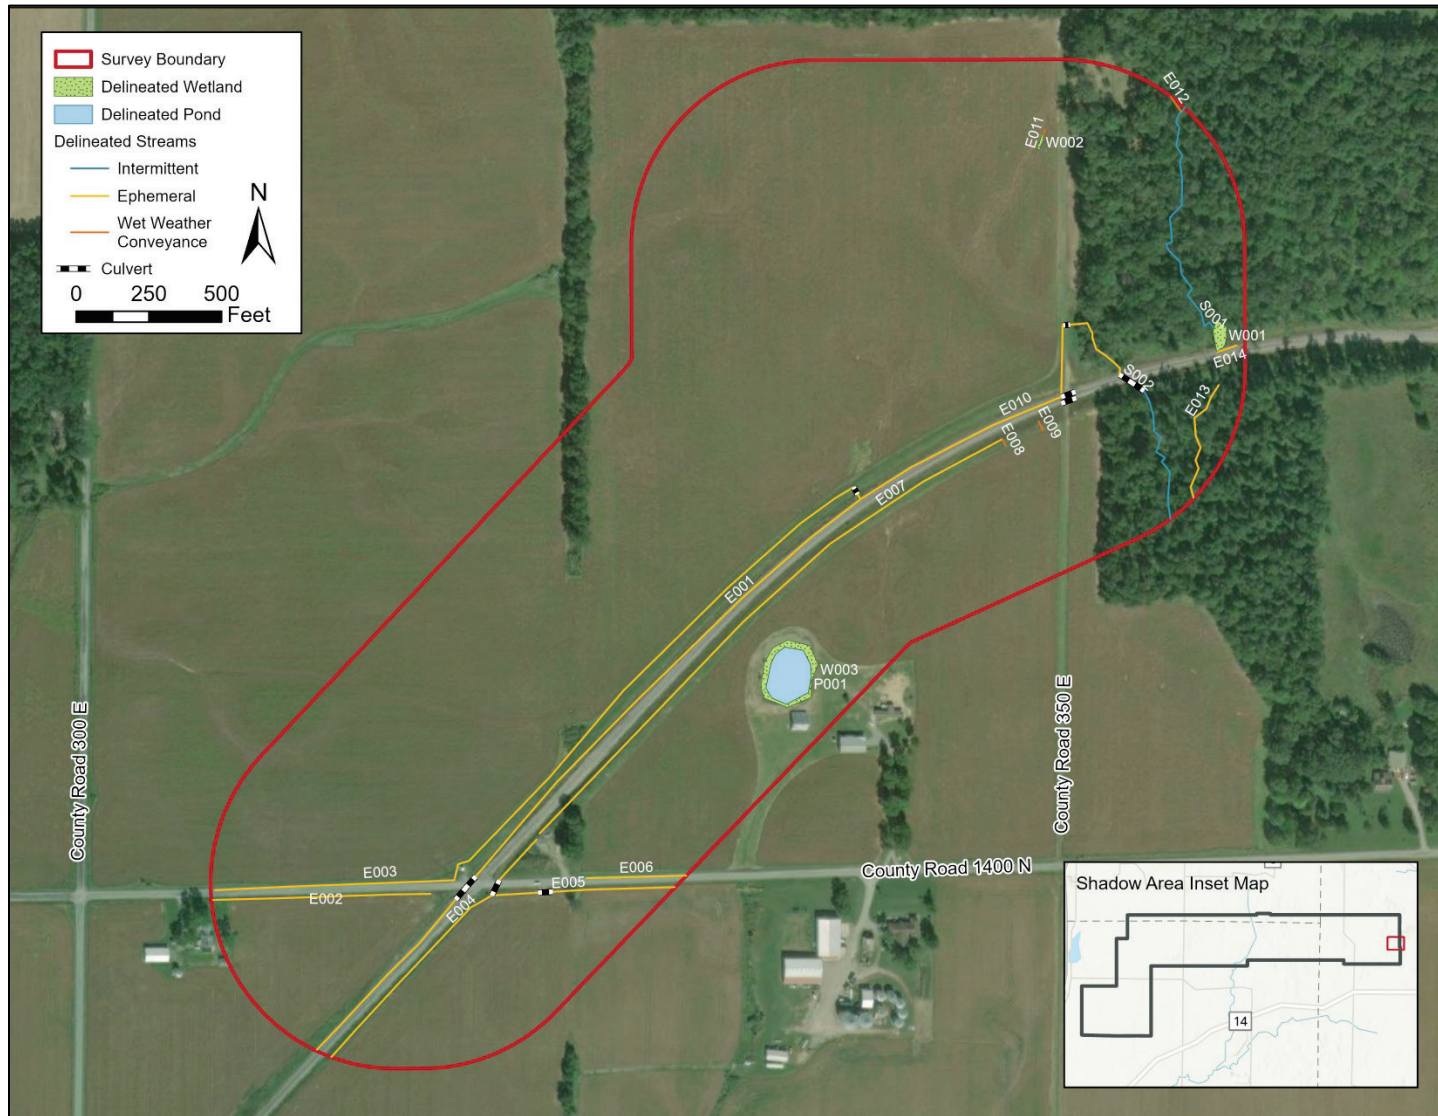 Survey Boundary
Delineated Wetland
Delineated Pond
Delineated Streams
Intermittent
Ephemeral
Wet Weather
Conveyance
Culvert
N
0 250 500
Feet
E012
E011
W002
S001
W001
E014
S002
E013
E010
E009
E008
E007
E001
W003
P001
County Road 300 E
County Road 350 E
E003
E002
E004
E005
E006
County Road 1400 N
Shadow Area Inset Map
14